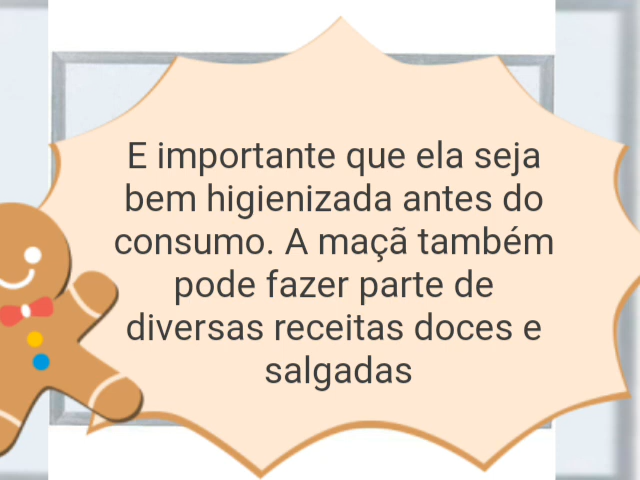 E importante que ela seja
bem higienizada antes do
consumo. A maçã também
pode fazer parte de
diversas receitas doces e
salgadas